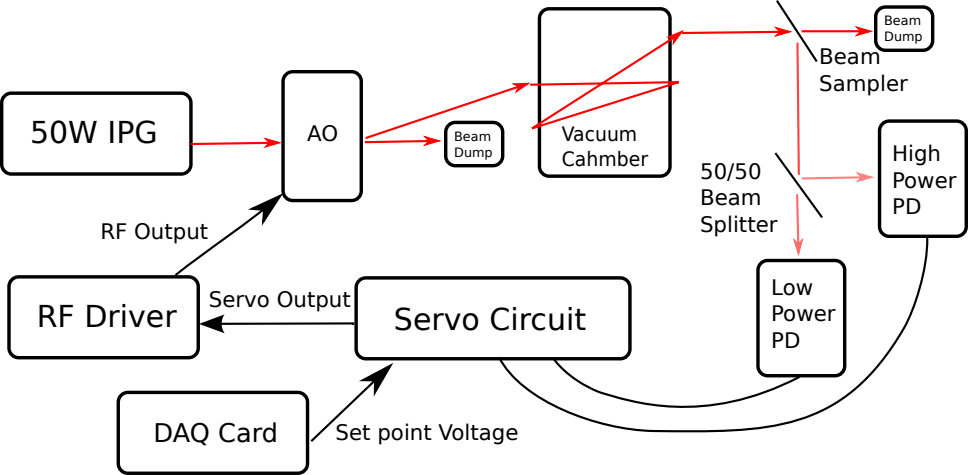 Beam
Dump
Beam
Sampler
50W IPG
AO
Beam
Dump
Vacuum
Cahmber
High
Power
PD
50/50
Beam
Splitter
RF Output
Low
Power
PD
Servo Output
RF Driver
Servo Circuit
DAQ Card
Set point Voltage